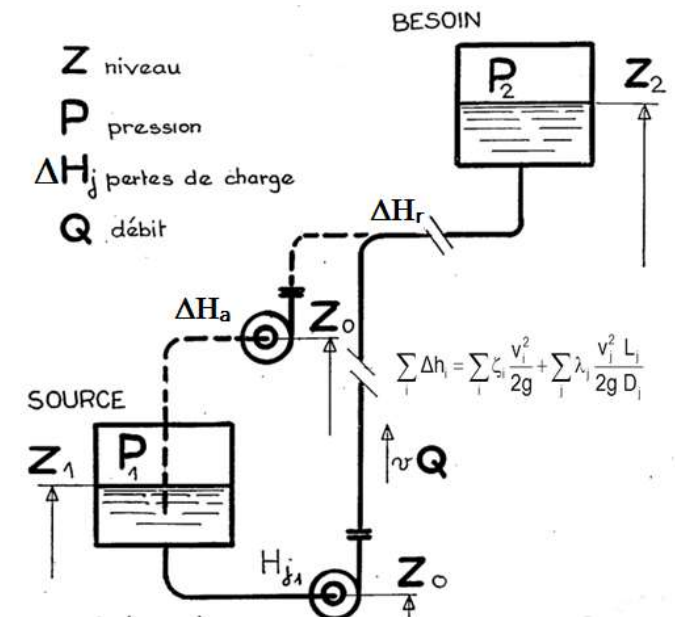 BESOIN
Z niveau
P pression
ΔHj pertes de charge
Q débit
P2
Z2
ΔHr
ΔHa
Z0
∑i Δhi = ∑i ζi vi²/2g + ∑j λj vj²/2g Lj/Dj
SOURCE
P1
Z1
v Q
Hj1
Z0